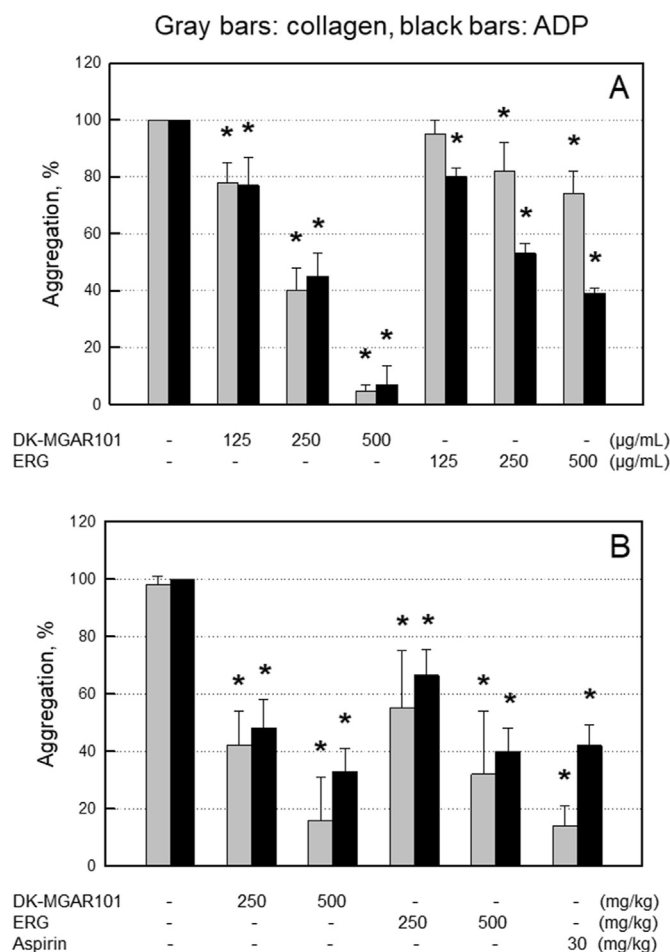 Gray bars: collagen, black bars: ADP
A
120
100
80
60
40
20
0
Aggregation, %
* * * * * * * * * * *
DK-MGAR101 - 125 250 500 - - - (µg/mL)
ERG - - - - 125 250 500 (µg/mL)
B
120
100
80
60
40
20
0
Aggregation, %
* * * * * * * * * *
DK-MGAR101 - 250 500 - - - (mg/kg)
ERG - - - 250 500 - (mg/kg)
Aspirin - - - - - 30 (mg/kg)